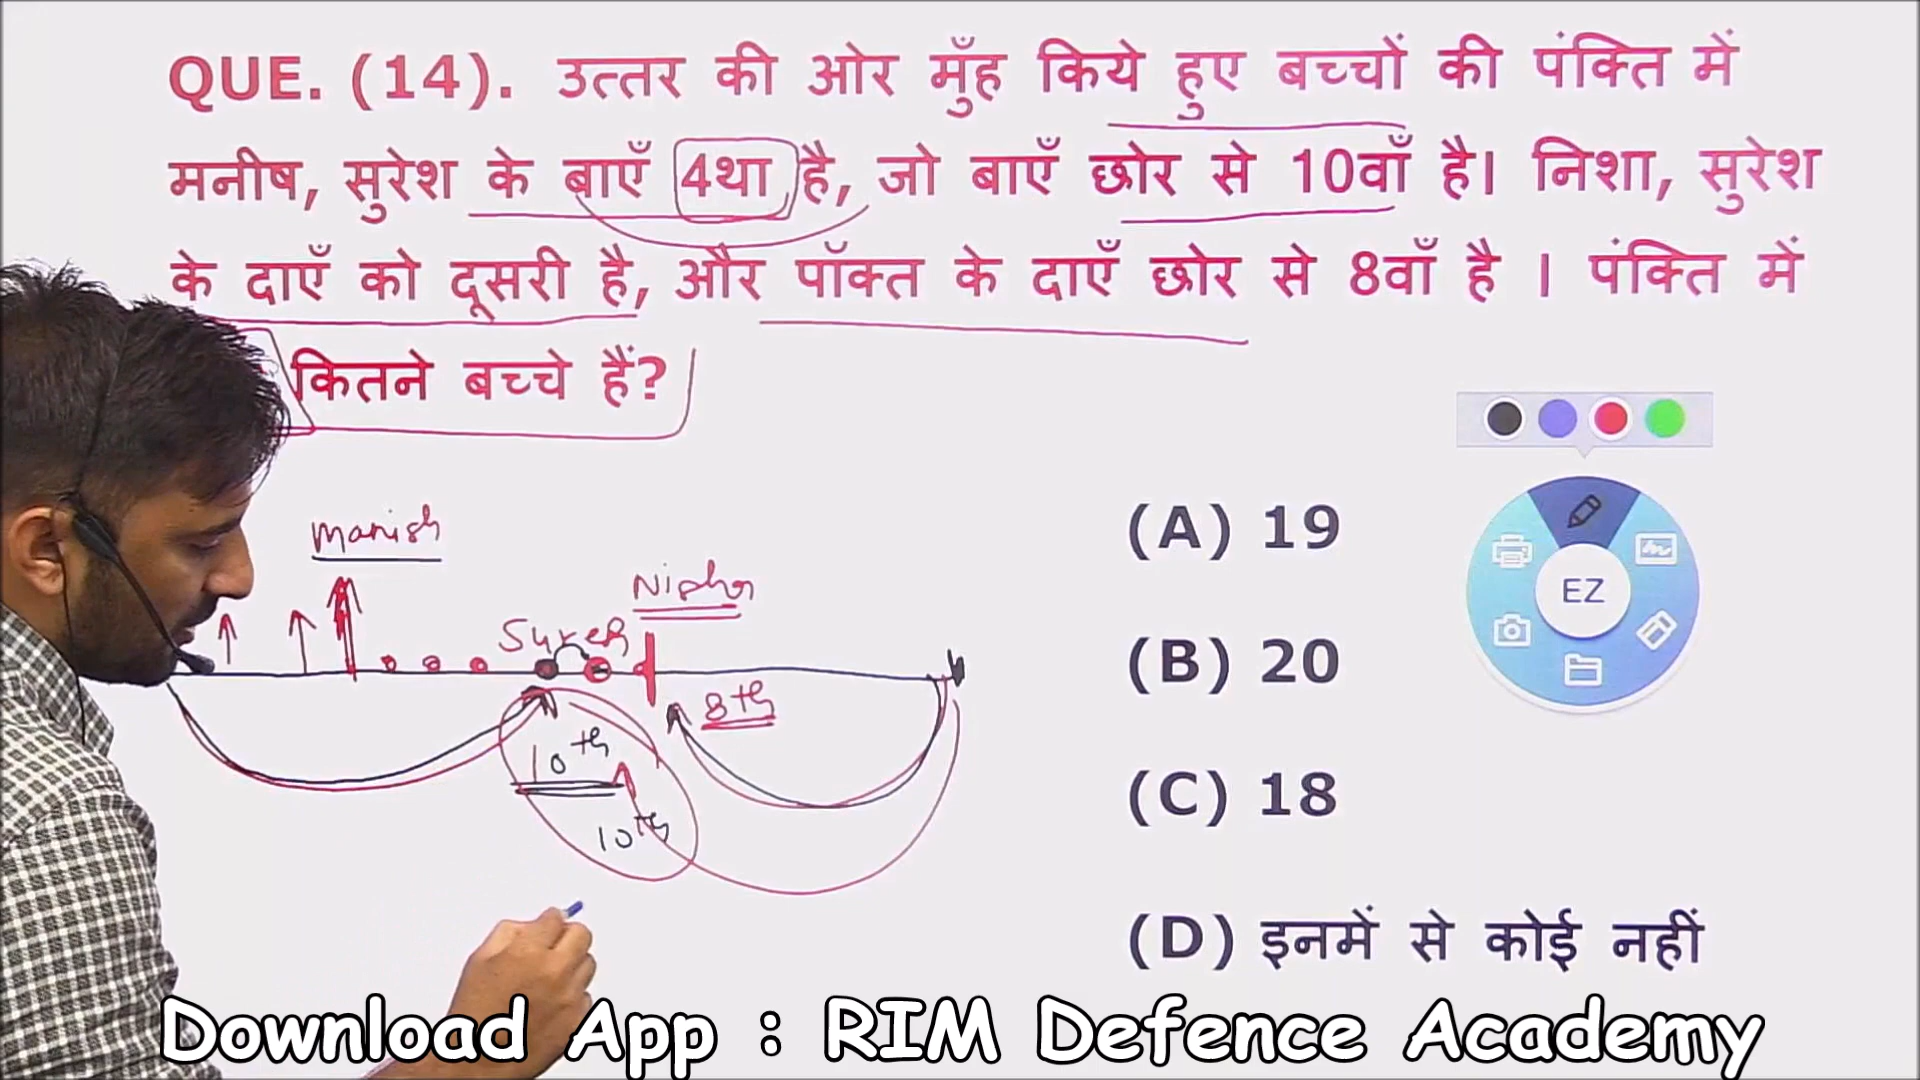 QUE. (14). उत्तर की ओर मुँह किये हुए बच्चों की पंक्ति में
मनीष, सुरेश के बाएँ 4था है, जो बाएँ छोर से 10वाँ है। निशा, सुरेश
के दाएँ को दूसरी है, और पॉक्त के दाएँ छोर से 8वाँ है । पंक्ति में
कितने बच्चे हैं?
(A) 19
(B) 20
(C) 18
(D) इनमें से कोई नहीं
EZ
Manish
Nisha
Suresh
8th
10th
10th
Download App : RIM Defence Academy